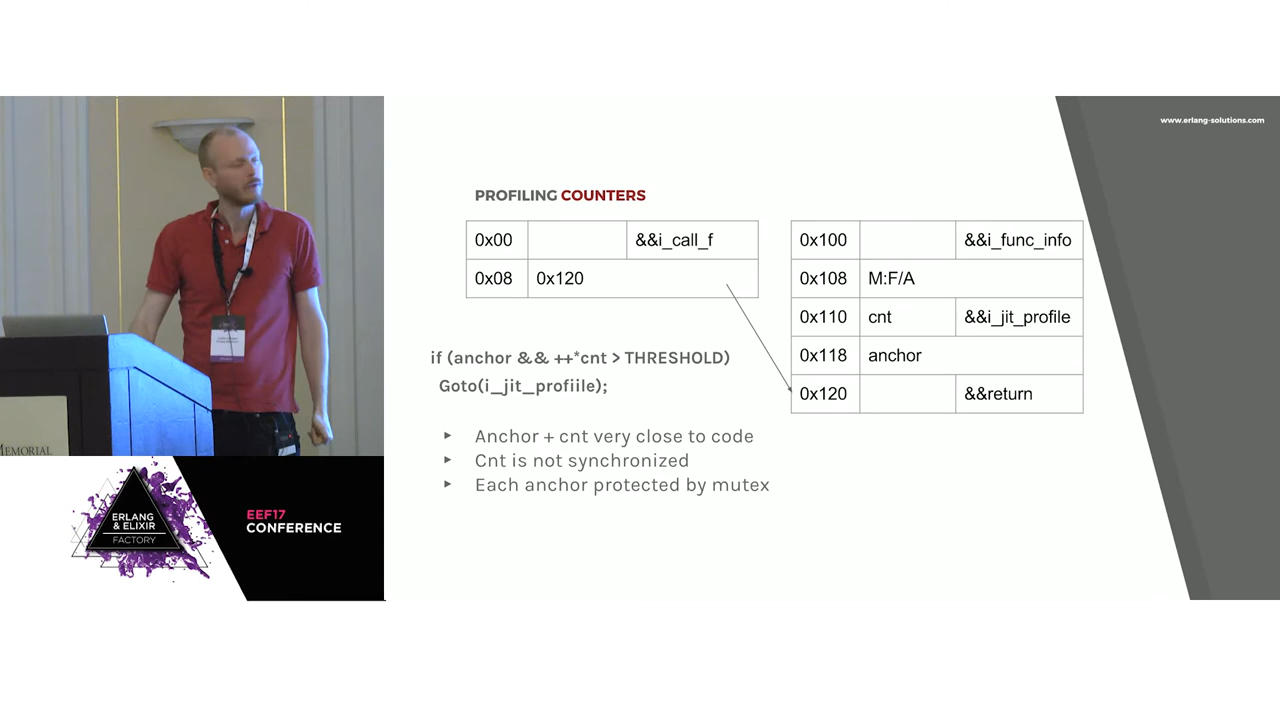 www.erlang-solutions.com
PROFILING COUNTERS
0x00 &&i_call_f
0x08 0x120
0x100 &&i_func_info
0x108 M:F/A
0x110 cnt &&i_jit_profile
0x118 anchor
0x120 &&return
if (anchor && ++*cnt > THRESHOLD)
Goto(i_jit_profiile);
‣ Anchor + cnt very close to code
‣ Cnt is not synchronized
‣ Each anchor protected by mutex
MEMORIAL
ERLANG
& ELIXIR
FACTORY
EEF17
CONFERENCE